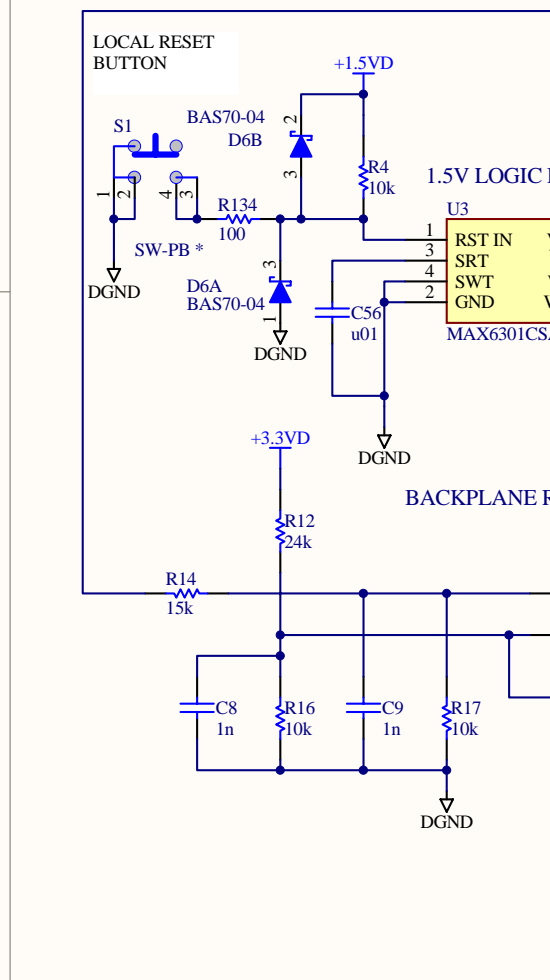 LOCAL RESET
BUTTON
+1.5VD
BAS70-04
D6B
2
3
S1
1
2
4
3
SW-PB *
DGND
R134
100
R4
10k
1.5V LOGIC
U3
1
RST IN
3
SRT
4
SWT
2
GND
MAX6301CSA
D6A
BAS70-04
3
1
DGND
C56
u01
DGND
+3.3VD
BACKPLANE
R12
24k
R14
15k
C8
1n
R16
10k
C9
1n
R17
10k
DGND